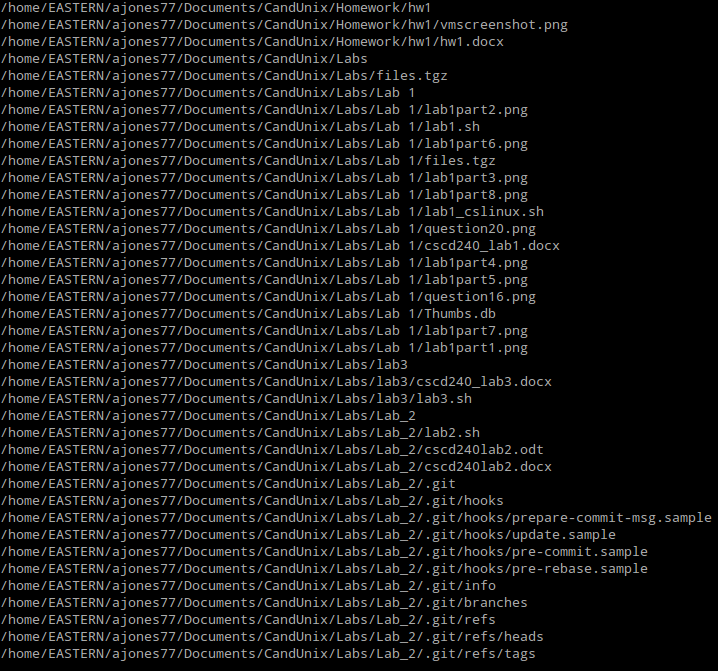 /home/EASTERN/ajones77/Documents/CandUnix/Homework/hw1
/home/EASTERN/ajones77/Documents/CandUnix/Homework/hw1/vmscreenshot.png
/home/EASTERN/ajones77/Documents/CandUnix/Homework/hw1/hw1.docx
/home/EASTERN/ajones77/Documents/CandUnix/Labs
/home/EASTERN/ajones77/Documents/CandUnix/Labs/files.tgz
/home/EASTERN/ajones77/Documents/CandUnix/Labs/Lab 1
/home/EASTERN/ajones77/Documents/CandUnix/Labs/Lab 1/lab1part2.png
/home/EASTERN/ajones77/Documents/CandUnix/Labs/Lab 1/lab1.sh
/home/EASTERN/ajones77/Documents/CandUnix/Labs/Lab 1/lab1part6.png
/home/EASTERN/ajones77/Documents/CandUnix/Labs/Lab 1/files.tgz
/home/EASTERN/ajones77/Documents/CandUnix/Labs/Lab 1/lab1part3.png
/home/EASTERN/ajones77/Documents/CandUnix/Labs/Lab 1/lab1part8.png
/home/EASTERN/ajones77/Documents/CandUnix/Labs/Lab 1/lab1_cslinux.sh
/home/EASTERN/ajones77/Documents/CandUnix/Labs/Lab 1/question20.png
/home/EASTERN/ajones77/Documents/CandUnix/Labs/Lab 1/cscd240_lab1.docx
/home/EASTERN/ajones77/Documents/CandUnix/Labs/Lab 1/lab1part4.png
/home/EASTERN/ajones77/Documents/CandUnix/Labs/Lab 1/lab1part5.png
/home/EASTERN/ajones77/Documents/CandUnix/Labs/Lab 1/question16.png
/home/EASTERN/ajones77/Documents/CandUnix/Labs/Lab 1/Thumbs.db
/home/EASTERN/ajones77/Documents/CandUnix/Labs/Lab 1/lab1part7.png
/home/EASTERN/ajones77/Documents/CandUnix/Labs/Lab 1/lab1part1.png
/home/EASTERN/ajones77/Documents/CandUnix/Labs/lab3
/home/EASTERN/ajones77/Documents/CandUnix/Labs/lab3/cscd240_lab3.docx
/home/EASTERN/ajones77/Documents/CandUnix/Labs/lab3/lab3.sh
/home/EASTERN/ajones77/Documents/CandUnix/Labs/Lab_2
/home/EASTERN/ajones77/Documents/CandUnix/Labs/Lab_2/lab2.sh
/home/EASTERN/ajones77/Documents/CandUnix/Labs/Lab_2/cscd240lab2.odt
/home/EASTERN/ajones77/Documents/CandUnix/Labs/Lab_2/cscd240lab2.docx
/home/EASTERN/ajones77/Documents/CandUnix/Labs/Lab_2/.git
/home/EASTERN/ajones77/Documents/CandUnix/Labs/Lab_2/.git/hooks
/home/EASTERN/ajones77/Documents/CandUnix/Labs/Lab_2/.git/hooks/prepare-commit-msg.sample
/home/EASTERN/ajones77/Documents/CandUnix/Labs/Lab_2/.git/hooks/update.sample
/home/EASTERN/ajones77/Documents/CandUnix/Labs/Lab_2/.git/hooks/pre-commit.sample
/home/EASTERN/ajones77/Documents/CandUnix/Labs/Lab_2/.git/hooks/pre-rebase.sample
/home/EASTERN/ajones77/Documents/CandUnix/Labs/Lab_2/.git/info
/home/EASTERN/ajones77/Documents/CandUnix/Labs/Lab_2/.git/branches
/home/EASTERN/ajones77/Documents/CandUnix/Labs/Lab_2/.git/refs
/home/EASTERN/ajones77/Documents/CandUnix/Labs/Lab_2/.git/refs/heads
/home/EASTERN/ajones77/Documents/CandUnix/Labs/Lab_2/.git/refs/tags